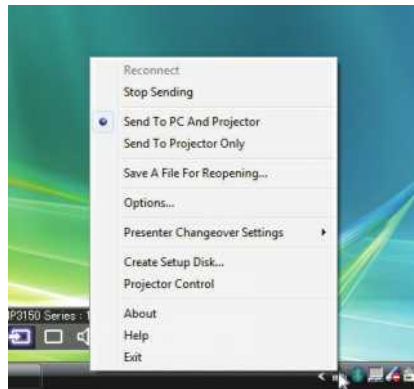 Reconnect
Stop Sending
Send To PC And Projector
Send To Projector Only
Save A File For Reopening...
Options...
Presenter Changeover Settings
Create Setup Disk...
Projector Control
About
Help
Exit
P3150 Series : 1